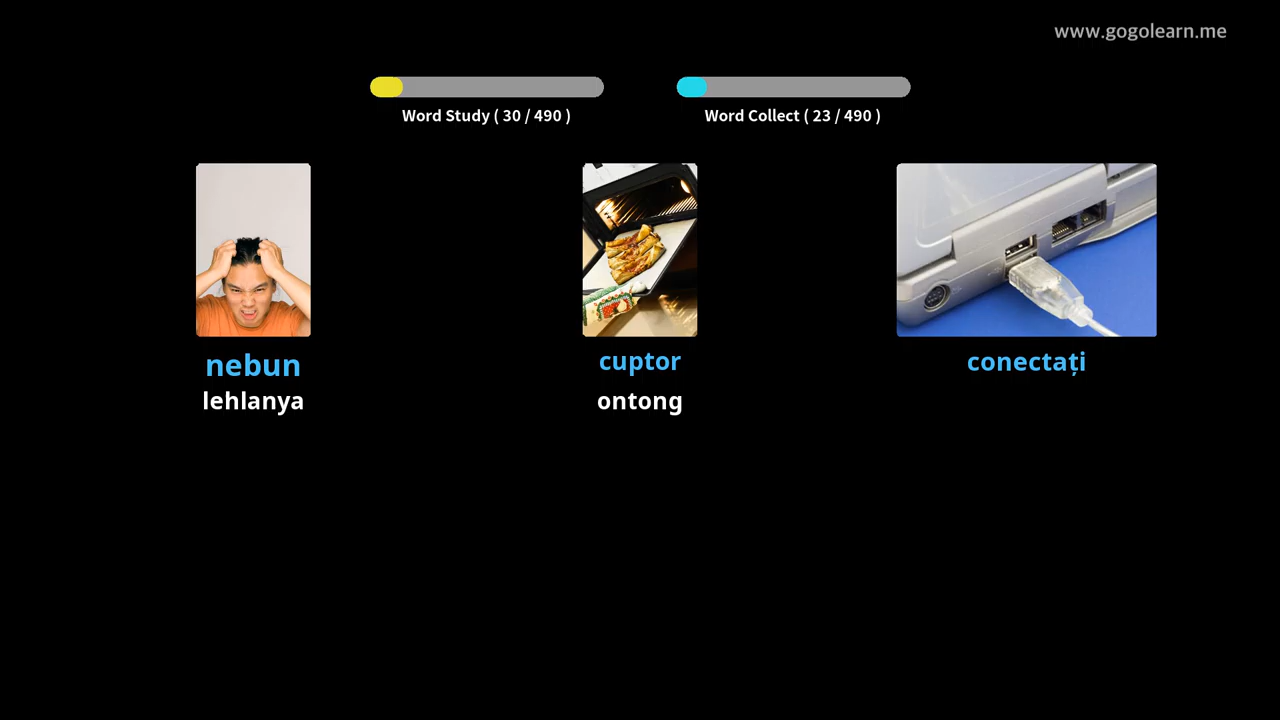 www.gogolearn.me
Word Study ( 30 / 490 )
Word Collect ( 23 / 490 )
nebun
lehlanya
cuptor
ontong
conectați